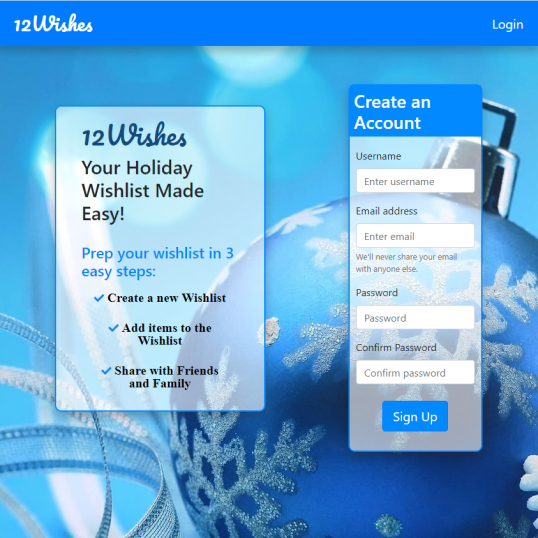 12Wishes
Login
12Wishes
Your Holiday
Wishlist Made
Easy!
Prep your wishlist in 3
easy steps:
Create a new Wishlist
Add items to the
Wishlist
Share with Friends
and Family
Create an
Account
Username
Enter username
Email address
Enter email
We'll never share your email
with anyone else.
Password
Password
Confirm Password
Confirm password
Sign Up